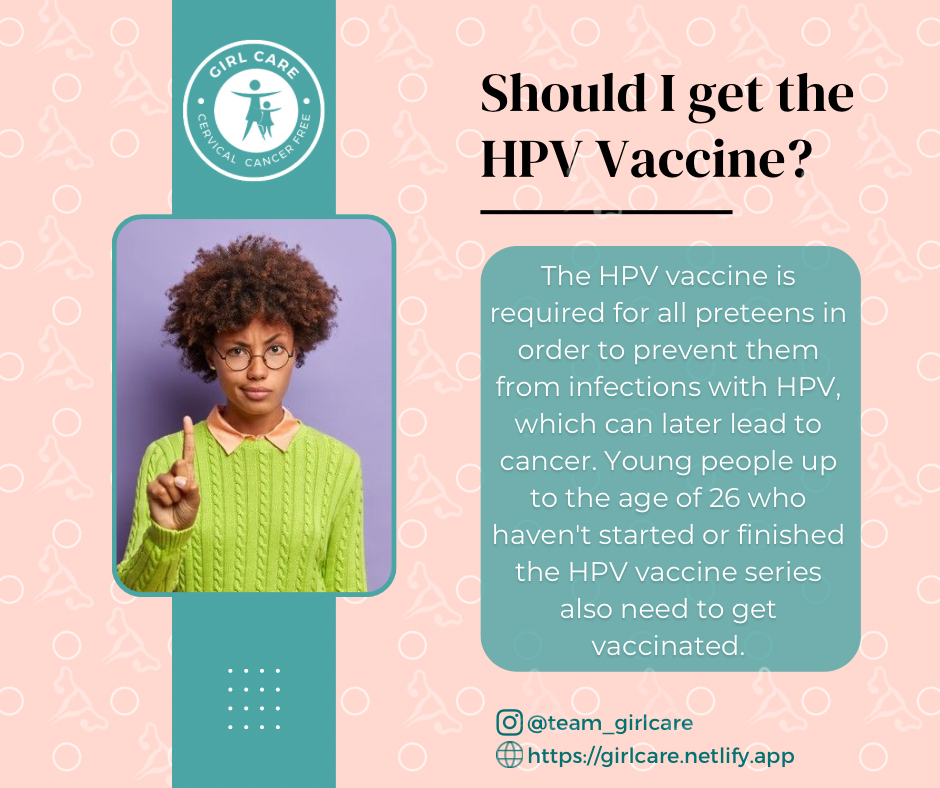 GIRL CARE
CERVICAL CANCER FREE
Should I get the
HPV Vaccine?
The HPV vaccine is
required for all preteens in
order to prevent them
from infections with HPV,
which can later lead to
cancer. Young people up
to the age of 26 who
haven't started or finished
the HPV vaccine series
also need to get
vaccinated.
@team_girlcare
https://girlcare.netlify.app